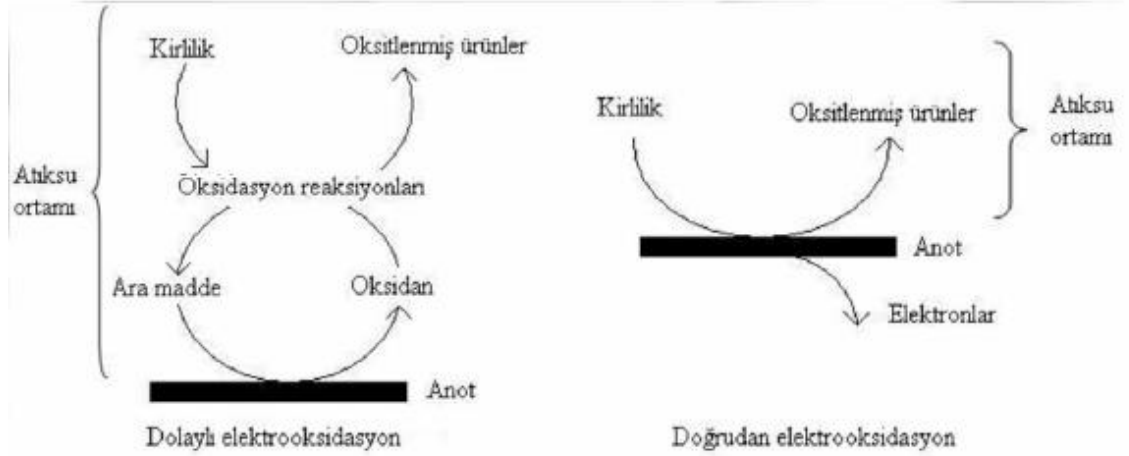 Kirlilik
Oksitlenmiş ürünler
Atıksu
ortamı
Öksidasyon reaksiyonları
Ara madde
Oksidan
Anot
Dolaylı elektrooksidasyon
Kirlilik
Oksitlenmiş ürünler
Atıksu
ortamı
Anot
Elektronlar
Doğrudan elektrooksidasyon